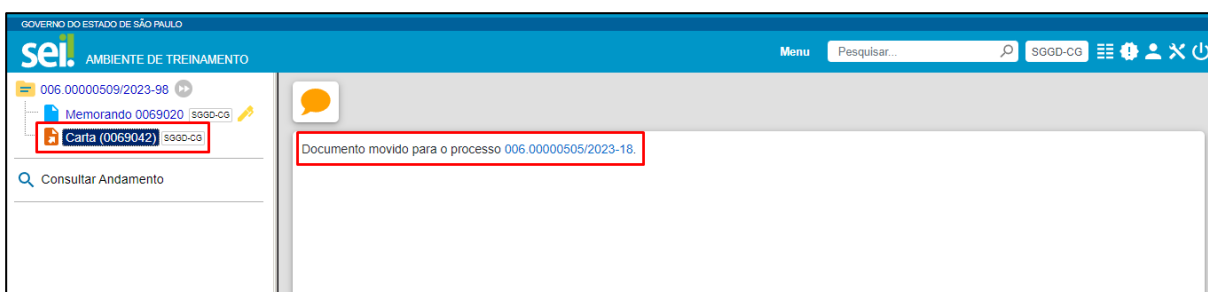 GOVERNO DO ESTADO DE SÃO PAULO
sei! AMBIENTE DE TREINAMENTO
Menu Pesquisar... SGGD-CG
006.00000509/2023-98
Memorando 0069020 SGGD-CG
Carta (0069042) SGGD-CG
Documento movido para o processo 006.00000505/2023-18.
Consultar Andamento